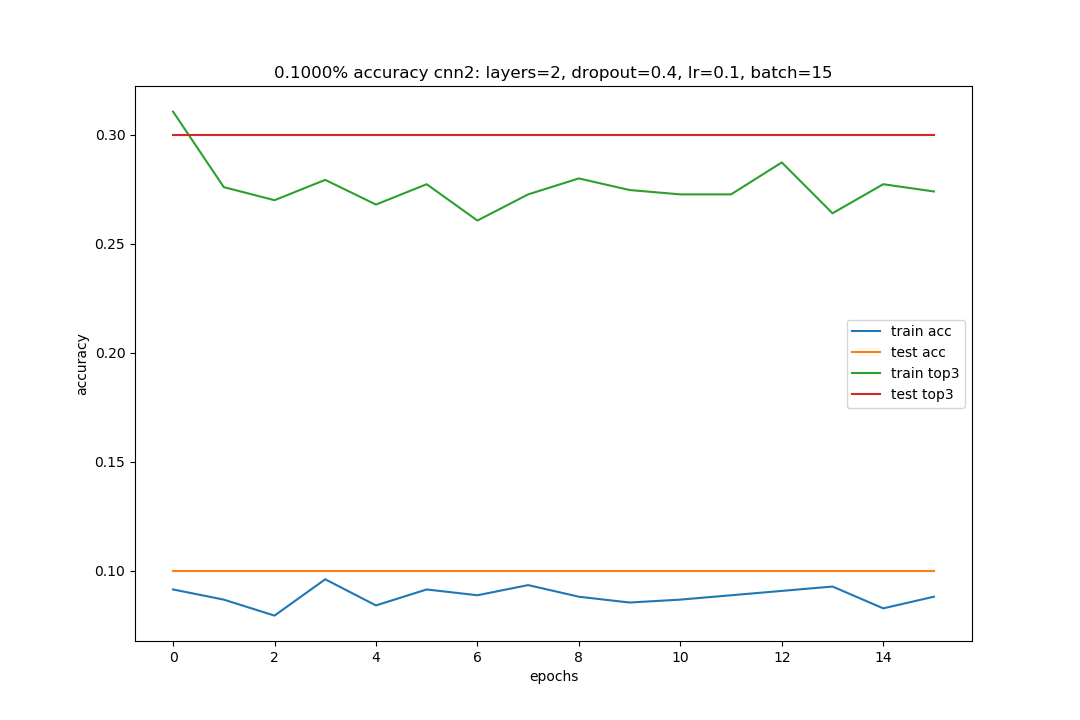 0.1000% accuracy cnn2: layers=2, dropout=0.4, lr=0.1, batch=15
0.30
0.25
0.20
0.15
0.10
accuracy
train acc
test acc
train top3
test top3
0 2 4 6 8 10 12 14
epochs